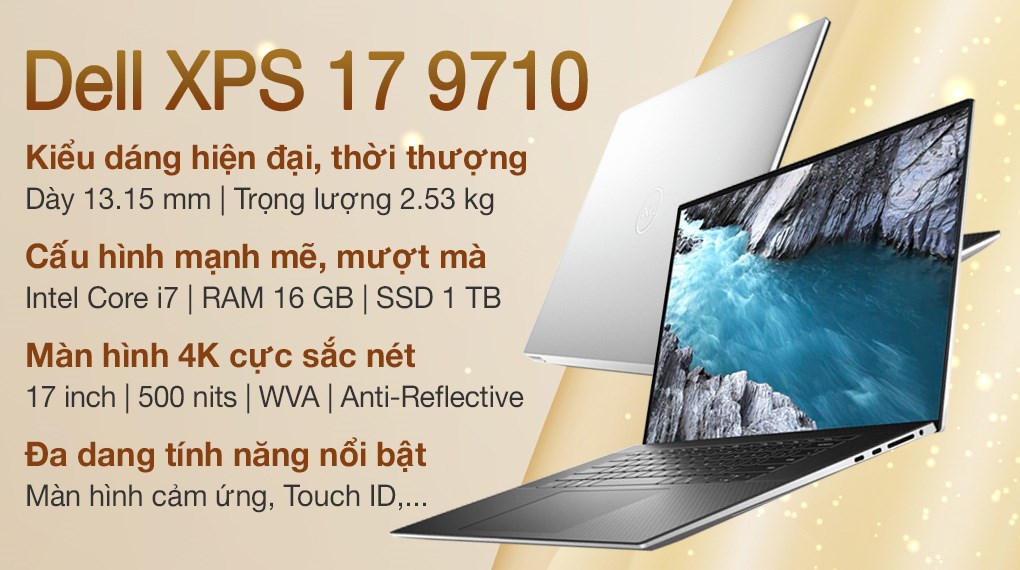 Dell XPS 17 9710
Kiểu dáng hiện đại, thời thượng
Dày 13.15 mm | Trọng lượng 2.53 kg
Cấu hình mạnh mẽ, mượt mà
Intel Core i7 | RAM 16 GB | SSD 1 TB
Màn hình 4K cực sắc nét
17 inch | 500 nits | WVA | Anti-Reflective
Đa dang tính năng nổi bật
Màn hình cảm ứng, Touch ID,...
DELL